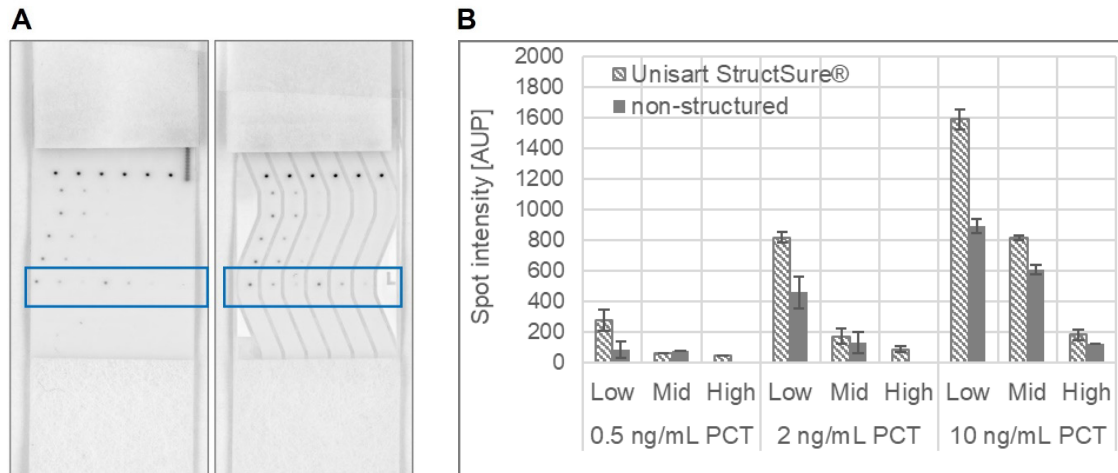 A
B
2000
1800
1600
1400
1200
1000
800
600
400
200
0
Spot intensity [AUP]
Unisart StructSure®
non-structured
Low Mid High Low Mid High Low Mid High
0.5 ng/mL PCT 2 ng/mL PCT 10 ng/mL PCT
L